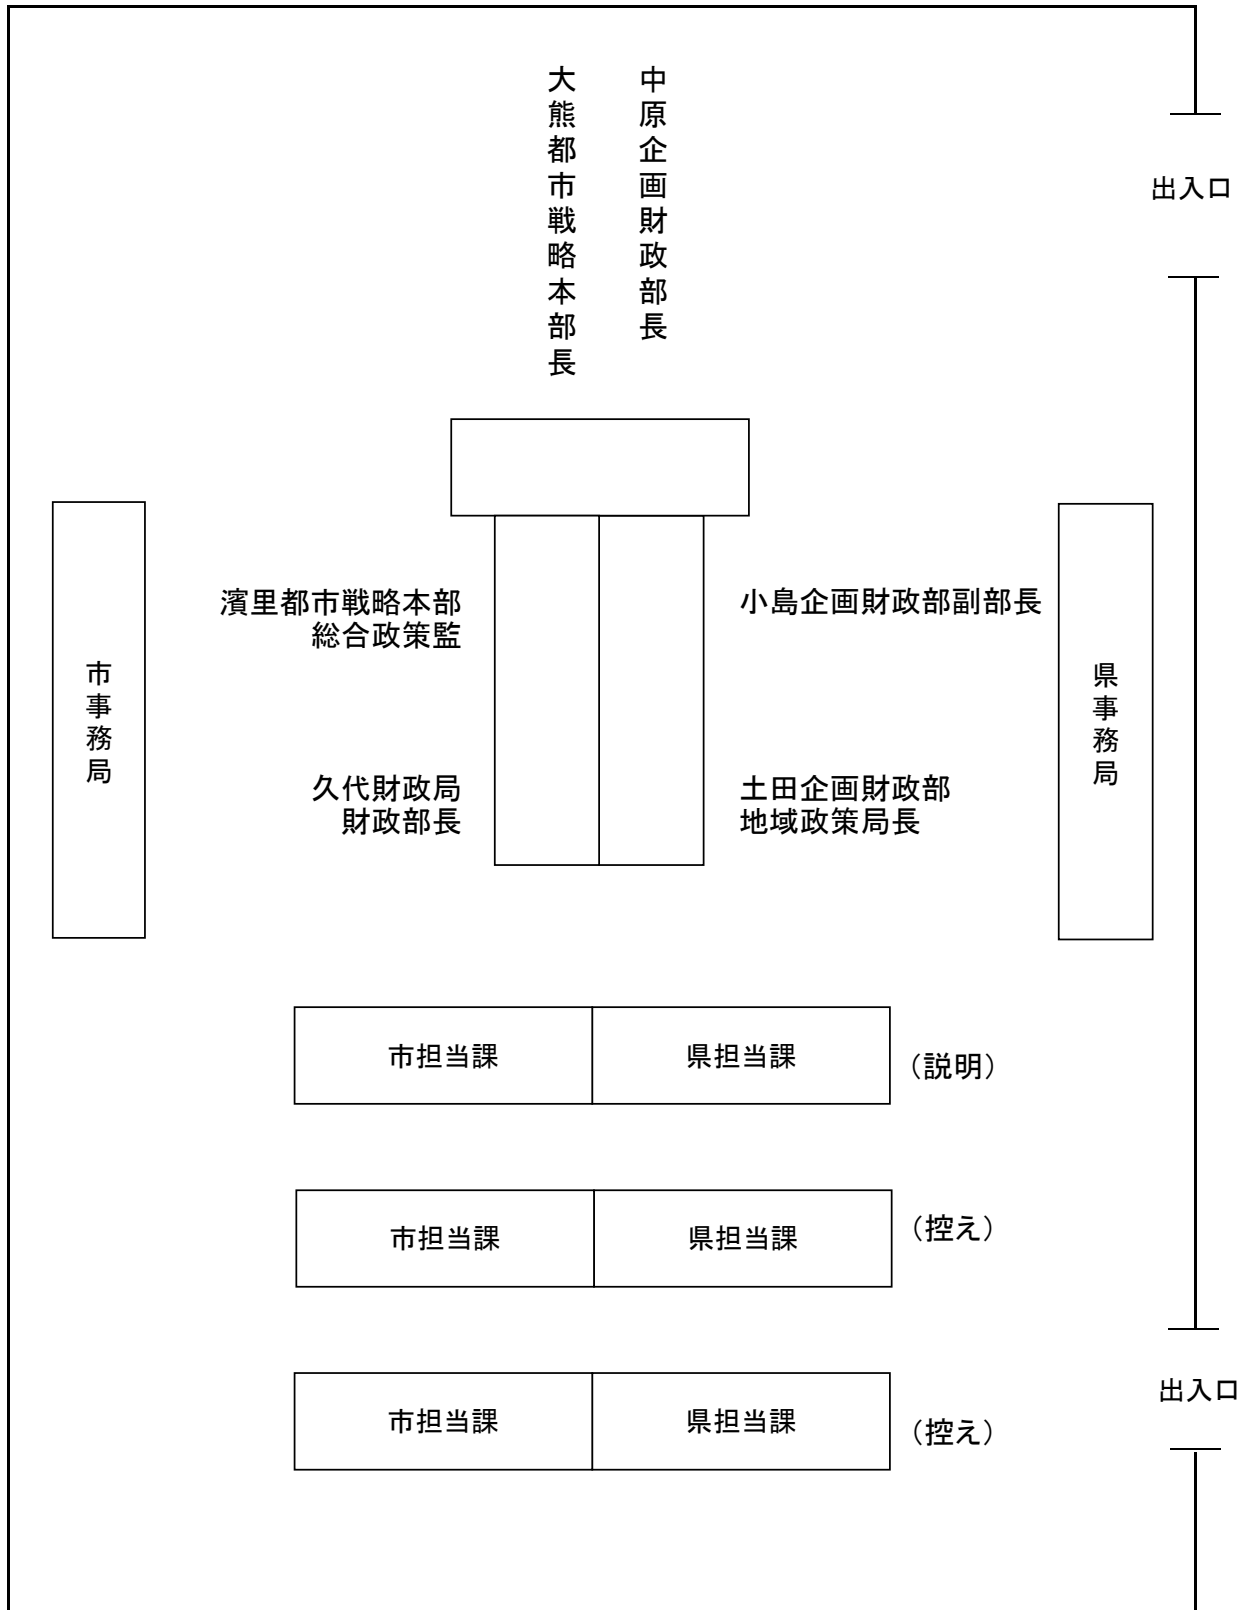 中原企画財政部長
大熊都市戦略本部長
出入口
濱里都市戦略本部
総合政策監
小島企画財政部副部長
市事務局
県事務局
久代財政局
財政部長
土田企画財政部
地域政策局長
市担当課
県担当課
（説明）
市担当課
県担当課
（控え）
出入口
市担当課
県担当課
（控え）